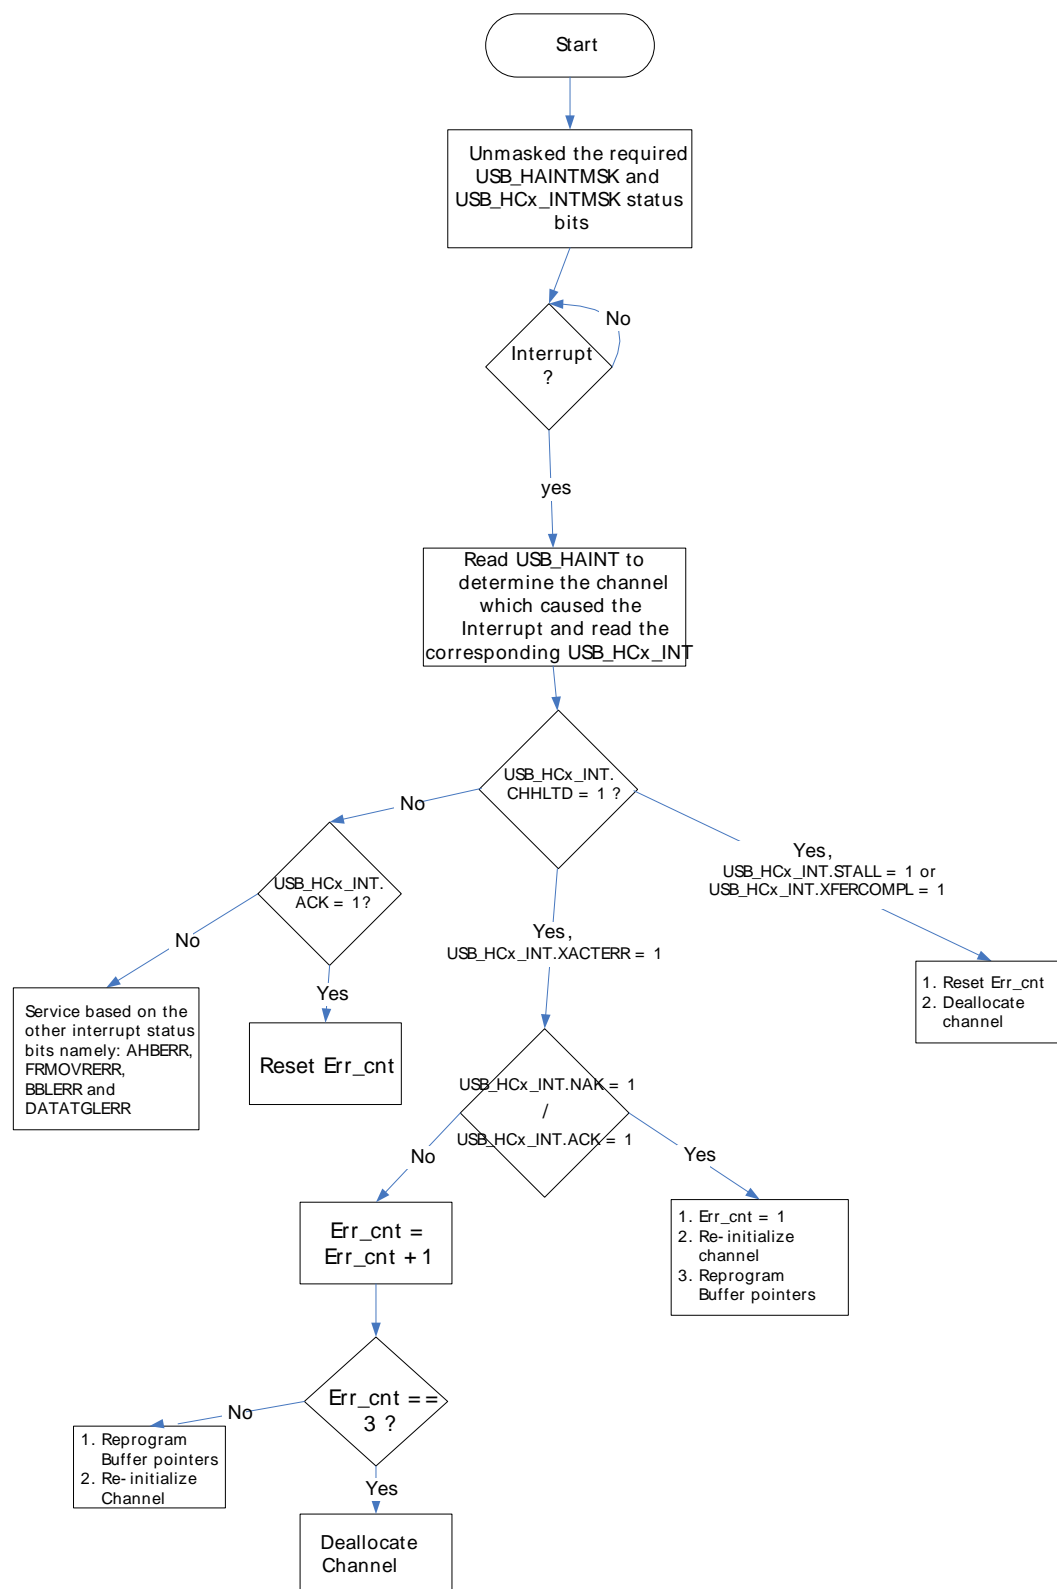 Start
Unmasked the required
USB_HAINTMSK and
USB_HCx_INTMSK status
bits
No
Interrupt
?
yes
Read USB_HAINT to
determine the channel
which caused the
Interrupt and read the
corresponding USB_HCx_INT
USB_HCx_INT.
CHHLTD = 1 ?
No
Yes,
USB_HCx_INT.STALL = 1 or
USB_HCx_INT.XFERCOMPL = 1
USB_HCx_INT.
ACK = 1?
Yes,
USB_HCx_INT.XACTERR = 1
No
Yes
1. Reset Err_cnt
2. Deallocate
channel
Service based on the
other interrupt status
bits namely: AHBERR,
FRMOVRERR,
BBLERR and
DATATGLERR
Reset Err_cnt
USB_HCx_INT.NAK = 1
/
USB_HCx_INT.ACK = 1
No
Yes
Err_cnt =
Err_cnt + 1
1. Err_cnt = 1
2. Re-initialize
channel
3. Reprogram
Buffer pointers
Err_cnt ==
3 ?
No
1. Reprogram
Buffer pointers
2. Re-initialize
Channel
Yes
Deallocate
Channel